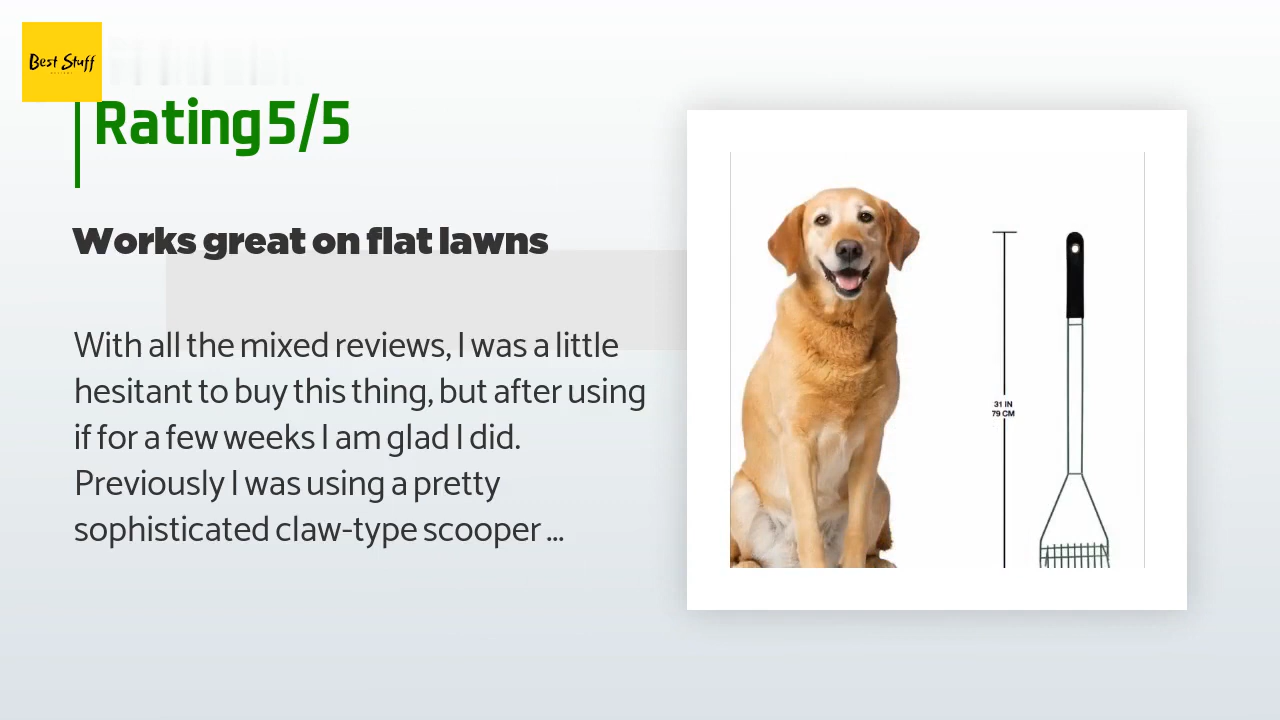 Best Stuff
Rating 5/5
Works great on flat lawns
With all the mixed reviews, I was a little
hesitant to buy this thing, but after using
if for a few weeks I am glad I did.
Previously I was using a pretty
sophisticated claw-type scooper ...
31 IN
79 CM